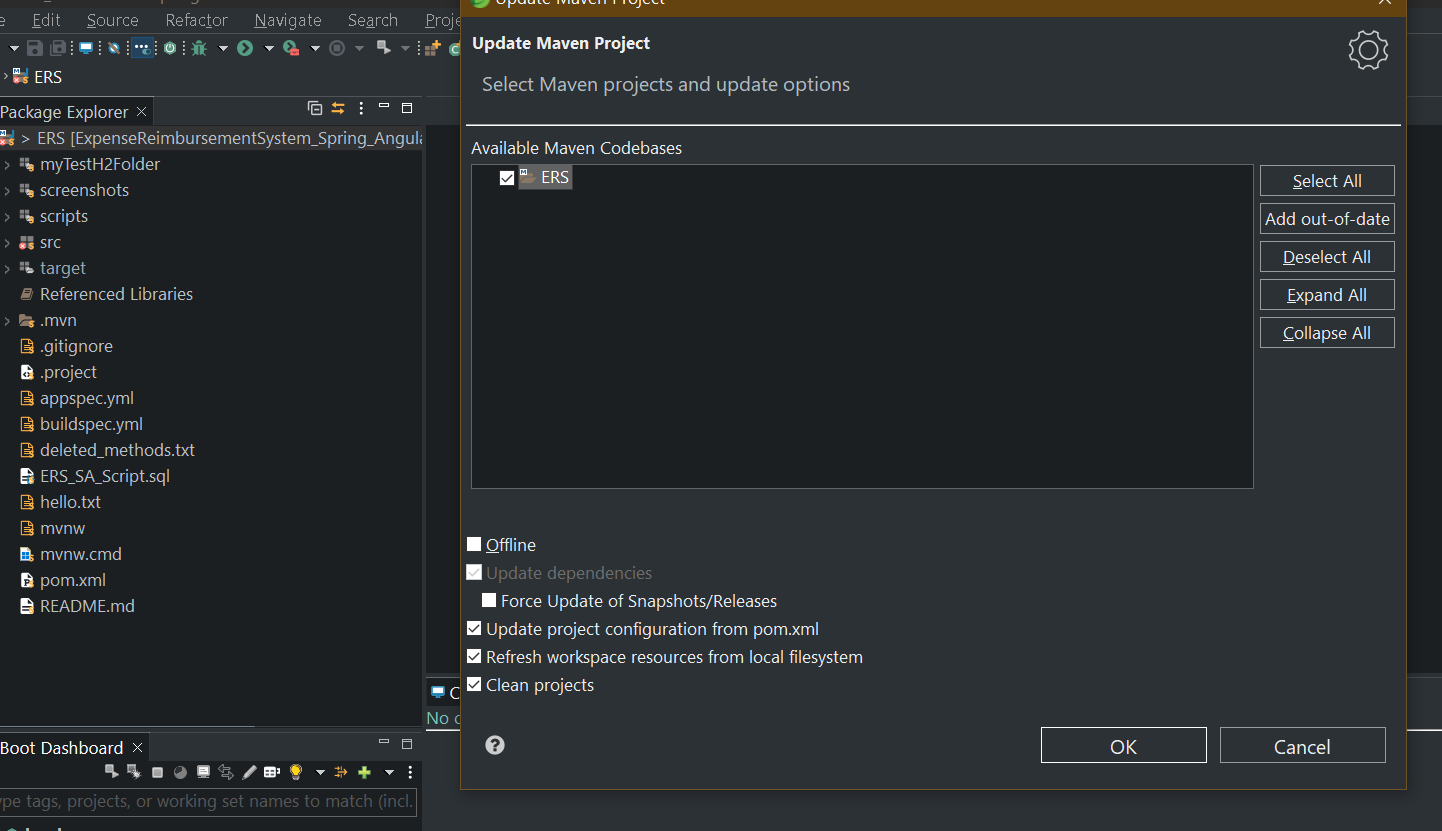 Update Maven Project
Edit Source Refactor Navigate Search
ERS
Package Explorer
> ERS [ExpenseReimbursementSystem_Spring_Angula
myTestH2Folder
screenshots
scripts
src
target
Referenced Libraries
.mvn
.gitignore
.project
appspec.yml
buildspec.yml
deleted_methods.txt
ERS_SA_Script.sql
hello.txt
mvnw
mvnw.cmd
pom.xml
README.md
Boot Dashboard
type tags, projects, or working set names to match (incl.
Update Maven Project
Select Maven projects and update options
Available Maven Codebases
ERS
Select All
Add out-of-date
Deselect All
Expand All
Collapse All
Offline
Update dependencies
Force Update of Snapshots/Releases
Update project configuration from pom.xml
Refresh workspace resources from local filesystem
Clean projects
No
OK
Cancel